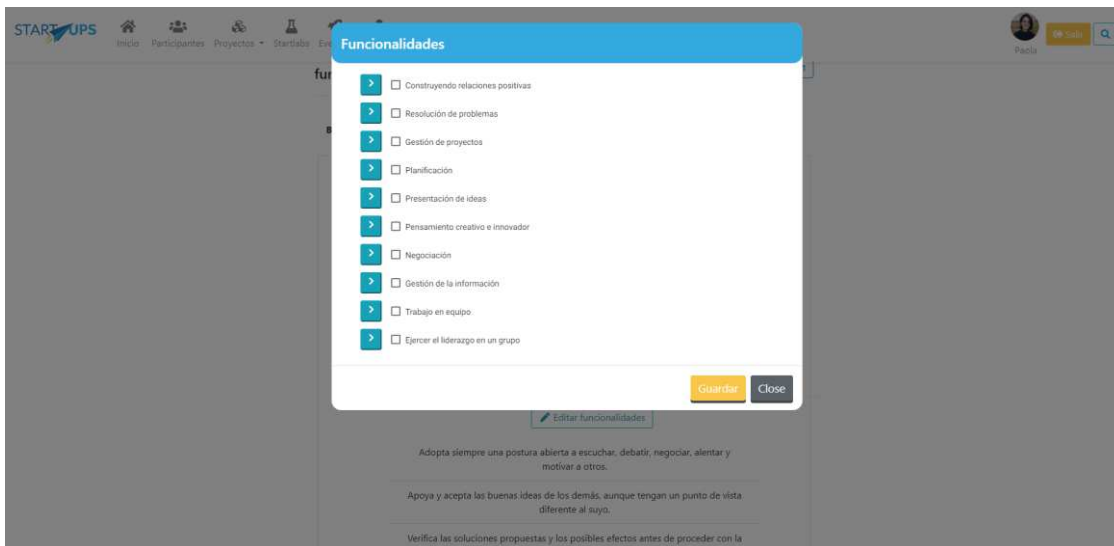 STARTUPS
Inicio Participantes Proyectos Startlabs Eve
Paola
Salir
Funcionalidades
fur
Construyendo relaciones positivas
Resolución de problemas
Gestión de proyectos
Planificación
Presentación de ideas
Pensamiento creativo e innovador
Negociación
Gestión de la información
Trabajo en equipo
Ejercer el liderazgo en un grupo
Guardar Close
Editar funcionalidades
Adopta siempre una postura abierta a escuchar, debatir, negociar, alentar y
motivar a otros.
Apoya y acepta las buenas ideas de los demás, aunque tengan un punto de vista
diferente al suyo.
Verifica las soluciones propuestas y los posibles efectos antes de proceder con la